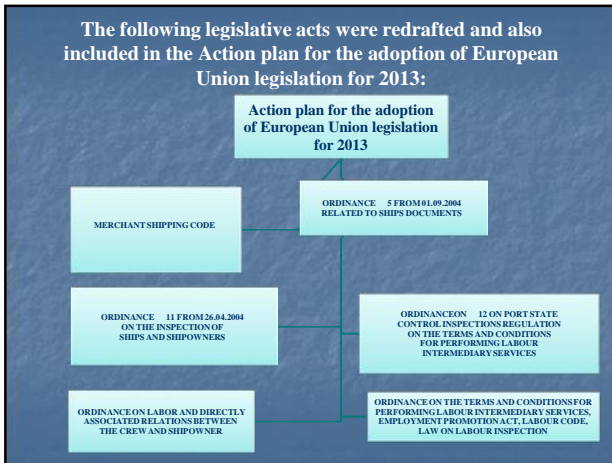 The following legislative acts were redrafted and also
included in the Action plan for the adoption of European
Union legislation for 2013:
Action plan for the adoption
of European Union legislation
for 2013
ORDINANCE 5 FROM 01.09.2004
RELATED TO SHIPS DOCUMENTS
MERCHANT SHIPPING CODE
ORDINANCE 11 FROM 26.04.2004
ON THE INSPECTION OF
SHIPS AND SHIPOWNERS
ORDINANCEON 12 ON PORT STATE
CONTROL INSPECTIONS REGULATION
ON THE TERMS AND CONDITIONS
FOR PERFORMING LABOUR
INTERMEDIARY SERVICES
ORDINANCE ON LABOR AND DIRECTLY
ASSOCIATED RELATIONS BETWEEN
THE CREW AND SHIPOWNER
ORDINANCE ON THE TERMS AND CONDITIONS FOR
PERFORMING LABOUR INTERMEDIARY SERVICES,
EMPLOYMENT PROMOTION ACT, LABOUR CODE,
LAW ON LABOUR INSPECTION